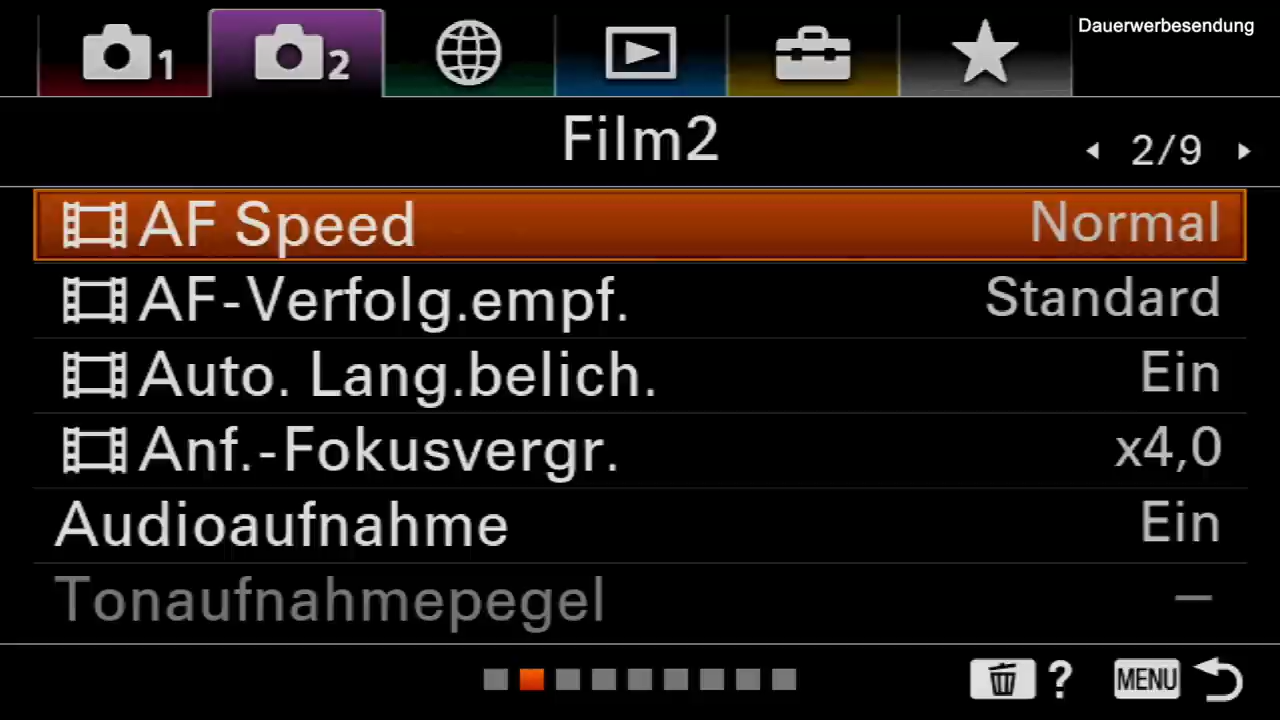 1
2
Dauerwerbesendung
Film2
2/9
AF Speed Normal
AF-Verfolg.empf. Standard
Auto. Lang.belich. Ein
Anf.-Fokusvergr. x4,0
Audioaufnahme Ein
Tonaufnahmepegel –
? MENU